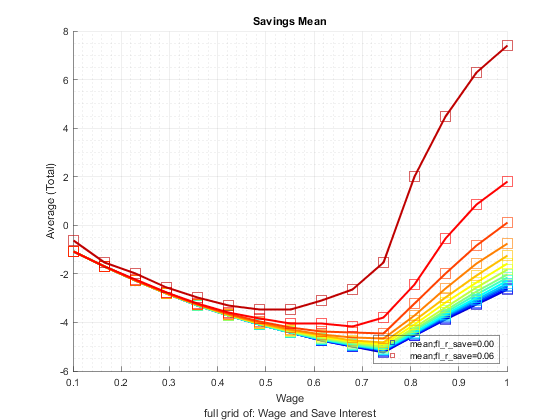 Savings Mean
8
6
4
2
0
-2
-4
-6
Average (Total)
mean;fl_r_save=0.00
mean;fl_r_save=0.06
0.1 0.2 0.3 0.4 0.5 0.6 0.7 0.8 0.9 1
Wage
full grid of: Wage and Save Interest